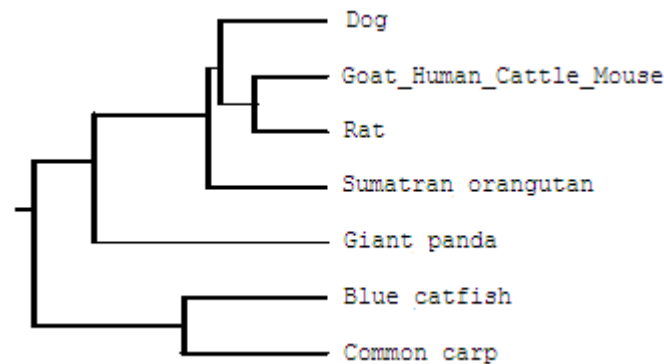 Dog
Goat_Human_Cattle_Mouse
Rat
Sumatran orangutan
Giant panda
Blue catfish
Common carp